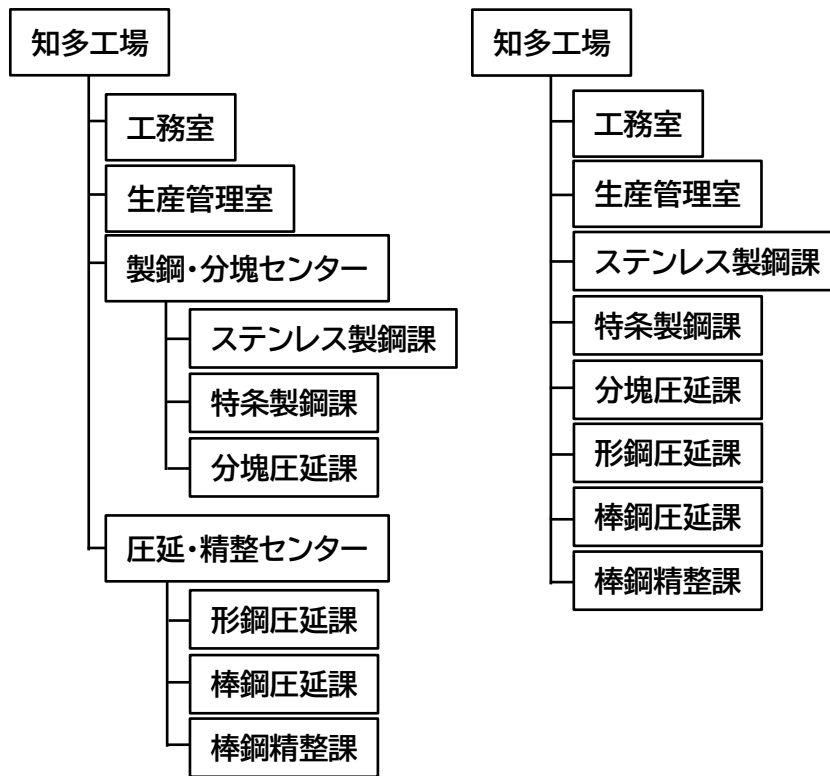 知多工場
工務室
生産管理室
製鋼・分塊センター
ステンレス製鋼課
特条製鋼課
分塊圧延課
圧延・精整センター
形鋼圧延課
棒鋼圧延課
棒鋼精整課
知多工場
工務室
生産管理室
ステンレス製鋼課
特条製鋼課
分塊圧延課
形鋼圧延課
棒鋼圧延課
棒鋼精整課